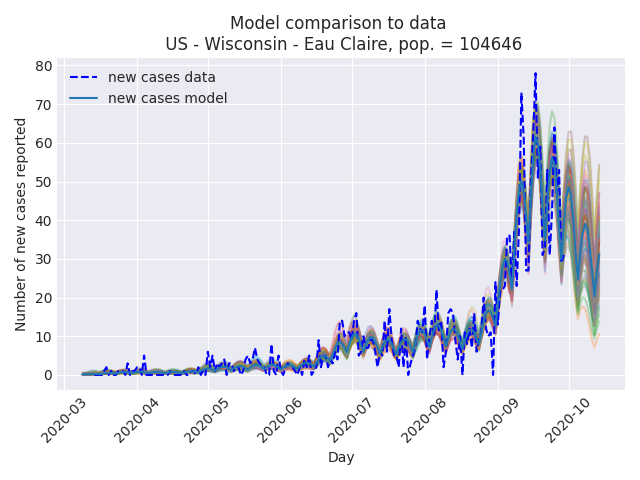 Model comparison to data
US - Wisconsin - Eau Claire, pop. = 104646
new cases data
new cases model
Number of new cases reported
80
70
60
50
40
30
20
10
0
2020-03
2020-04
2020-05
2020-06
2020-07
2020-08
2020-09
2020-10
Day